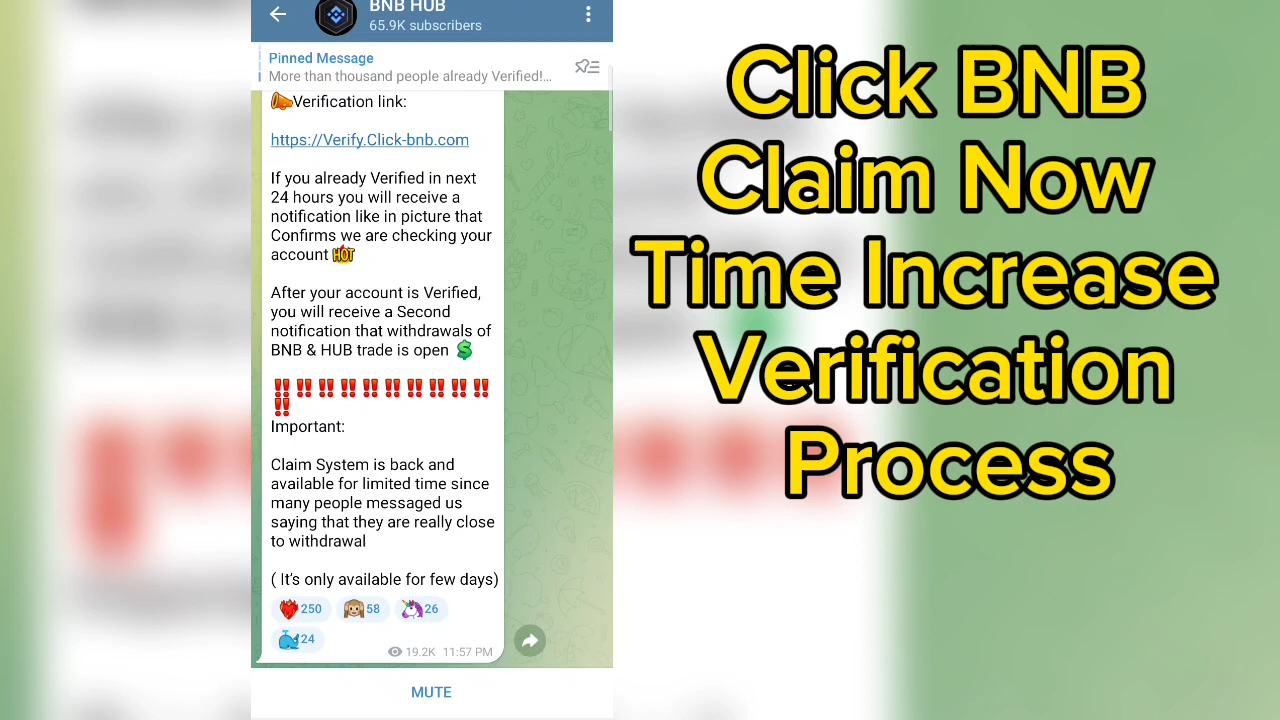 BNB HUB
65.9K subscribers
Pinned Message
More than thousand people already Verified!...
Verification link:
https://Verify.Click-bnb.com
If you already Verified in next
24 hours you will receive a
notification like in picture that
Confirms we are checking your
account HOT
After your account is Verified,
you will receive a Second
notification that withdrawals of
BNB & HUB trade is open 💲
‼️‼️‼️‼️‼️‼️‼️‼️‼️‼️
‼️
Important:
Claim System is back and
available for limited time since
many people messaged us
saying that they are really close
to withdrawal
( It's only available for few days)
250 58 26
24
19.2K 11:57 PM
MUTE
Click BNB
Claim Now
Time Increase
Verification
Process